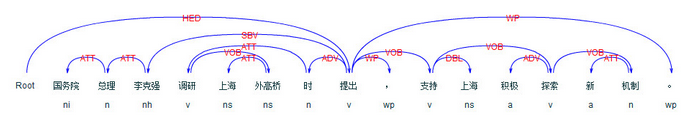 HED WP
SBV
ATT
VOB VOB VOB VOB
ATT ATT ATT ADV WP DBL ADV ATT
Root 国务院 总理 李克强 调研 上海 外高桥 时 提出 , 支持 上海 积极 探索 新 机制 。
ni n nh v ns ns n v wp v ns a v a n wp